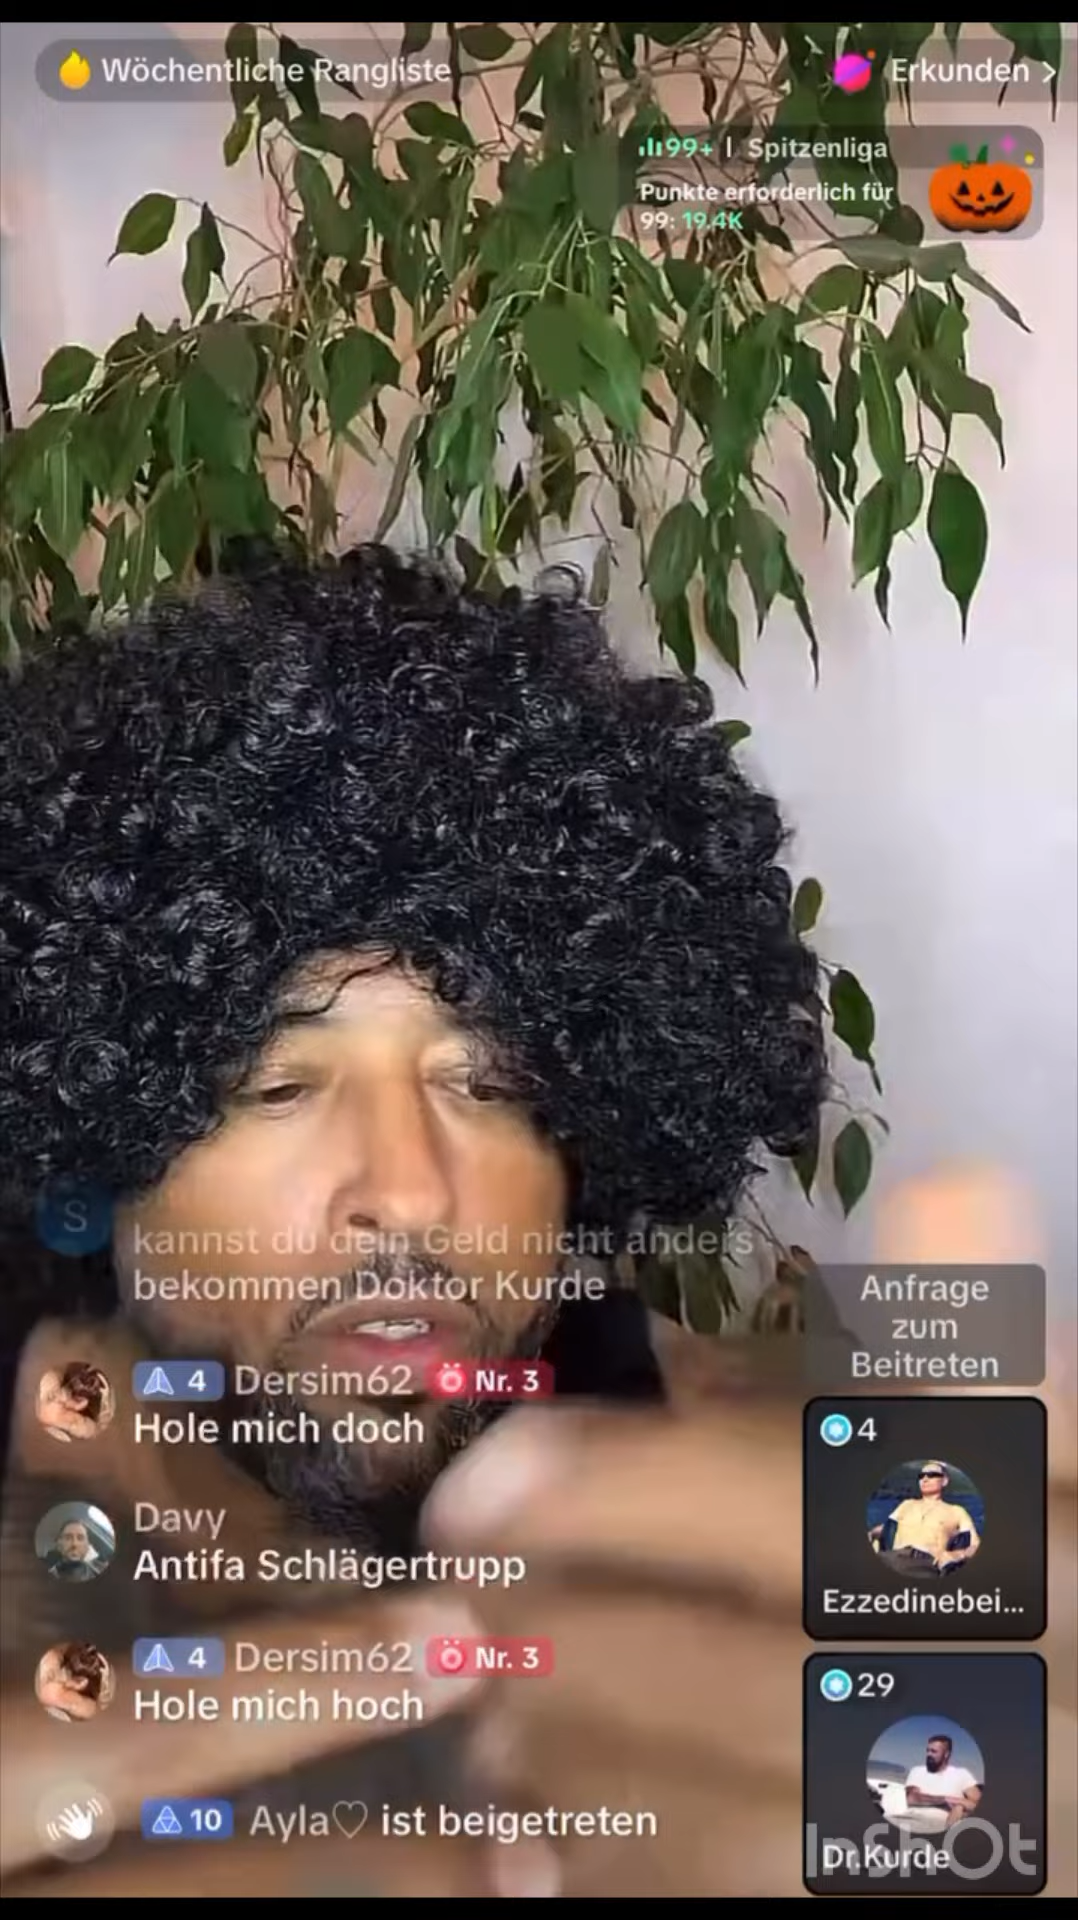 Wöchentliche Rangliste
Erkunden >
99+ | Spitzenliga
Punkte erforderlich für
99: 19.4K
S
kannst du dein Geld nicht anders
bekommen Doktor Kurde
Anfrage
zum
Beitreten
4 Dersim62 Nr. 3
Hole mich doch
Davy
Antifa Schlägertrupp
4 Dersim62 Nr. 3
Hole mich hoch
10 Ayla♡ ist beigetreten
4
Ezzedinebei...
29
Dr.Kurde
InShOt